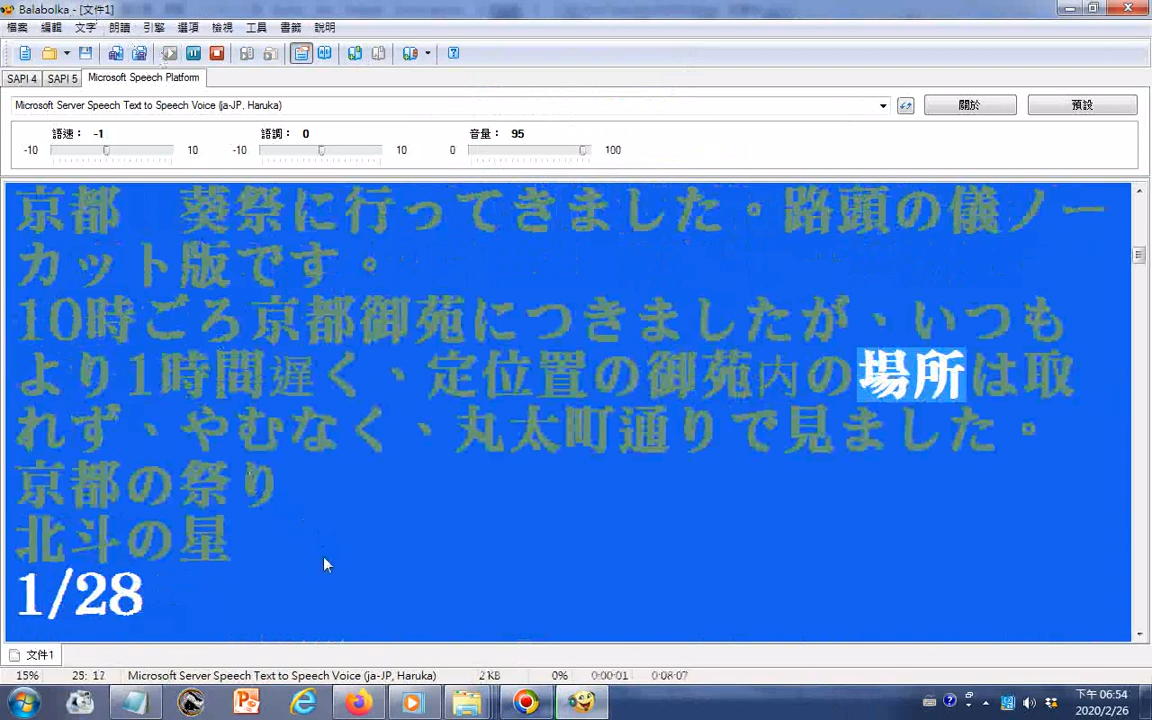 Balabolka - [文件1]
檔案 編輯 文字 朗讀 引擎 選項 檢視 工具 書籤 說明
SAPI 4 SAPI 5 Microsoft Speech Platform
Microsoft Server Speech Text to Speech Voice (ja-JP, Haruka) 關於 預設
語速： -1 語調： 0 音量： 95
-10 10 -10 10 0 100
京都　葵祭に行ってきました。路頭の儀ノー
カット版です。
10時ごろ京都御苑につきましたが、いつも
より1時間遅く、定位置の御苑内の場所は取
れず、やむなく、丸太町通りで見ました。
京都の祭り
北斗の星
1/28
文件1
15% 25: 17 Microsoft Server Speech Text to Speech Voice (ja-JP, Haruka) 2 KB 0% 0:00:01 0:08:07
下午 06:54
2020/2/26